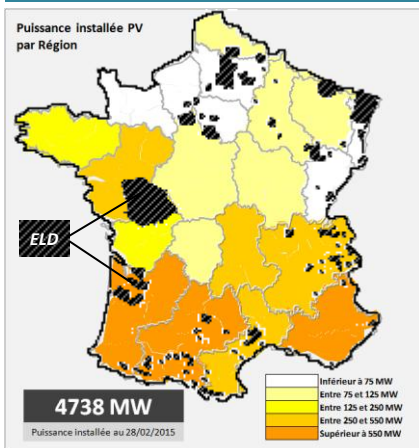 Puissance installée PV
par Région
ELD
4738 MW
Puissance installée au 28/02/2015
Inférieur à 75 MW
Entre 75 et 125 MW
Entre 125 et 250 MW
Entre 250 et 550 MW
Supérieur à 550 MW